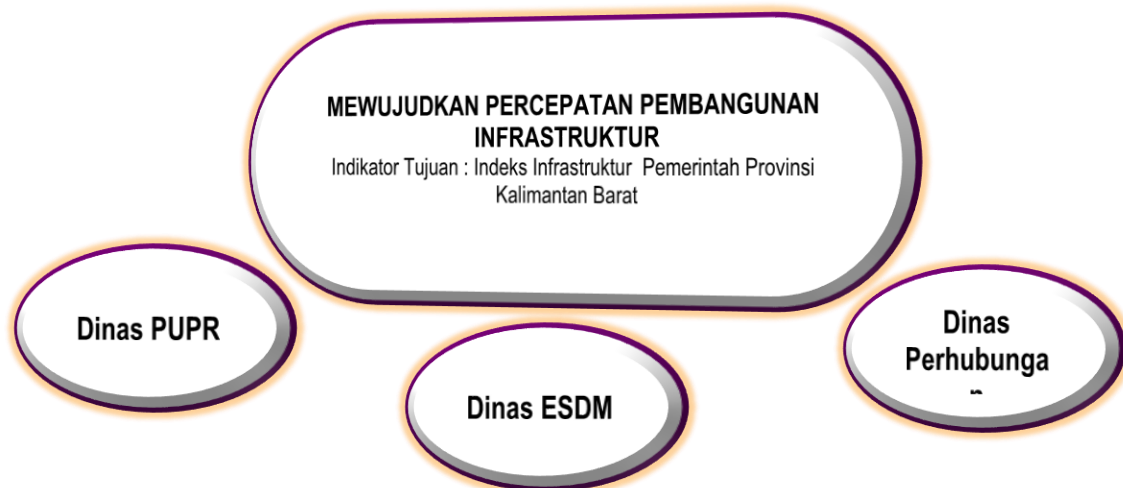 MEWUJUDKAN PERCEPATAN PEMBANGUNAN
INFRASTRUKTUR
Indikator Tujuan : Indeks Infrastruktur Pemerintah Provinsi
Kalimantan Barat
Dinas PUPR
Dinas ESDM
Dinas
Perhubunga
n